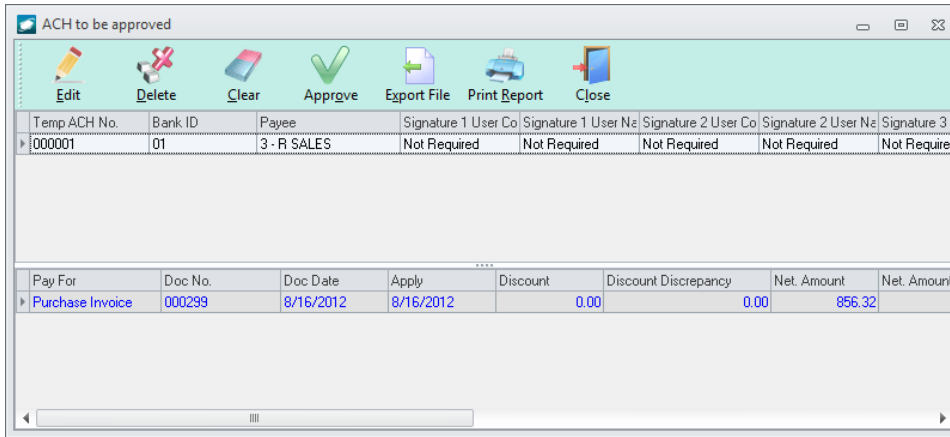 ACH to be approved
Edit Delete Clear Approve Export File Print Report Close
Temp ACH No. Bank ID Payee Signature 1 User Co Signature 1 User Na Signature 2 User Co Signature 2 User Na Signature 3
000001 01 3 - R SALES Not Required Not Required Not Required Not Required Not Require
Pay For Doc No. Doc Date Apply Discount Discount Discrepancy Net. Amount Net. Amount
Purchase Invoice 000299 8/16/2012 8/16/2012 0.00 0.00 856.32